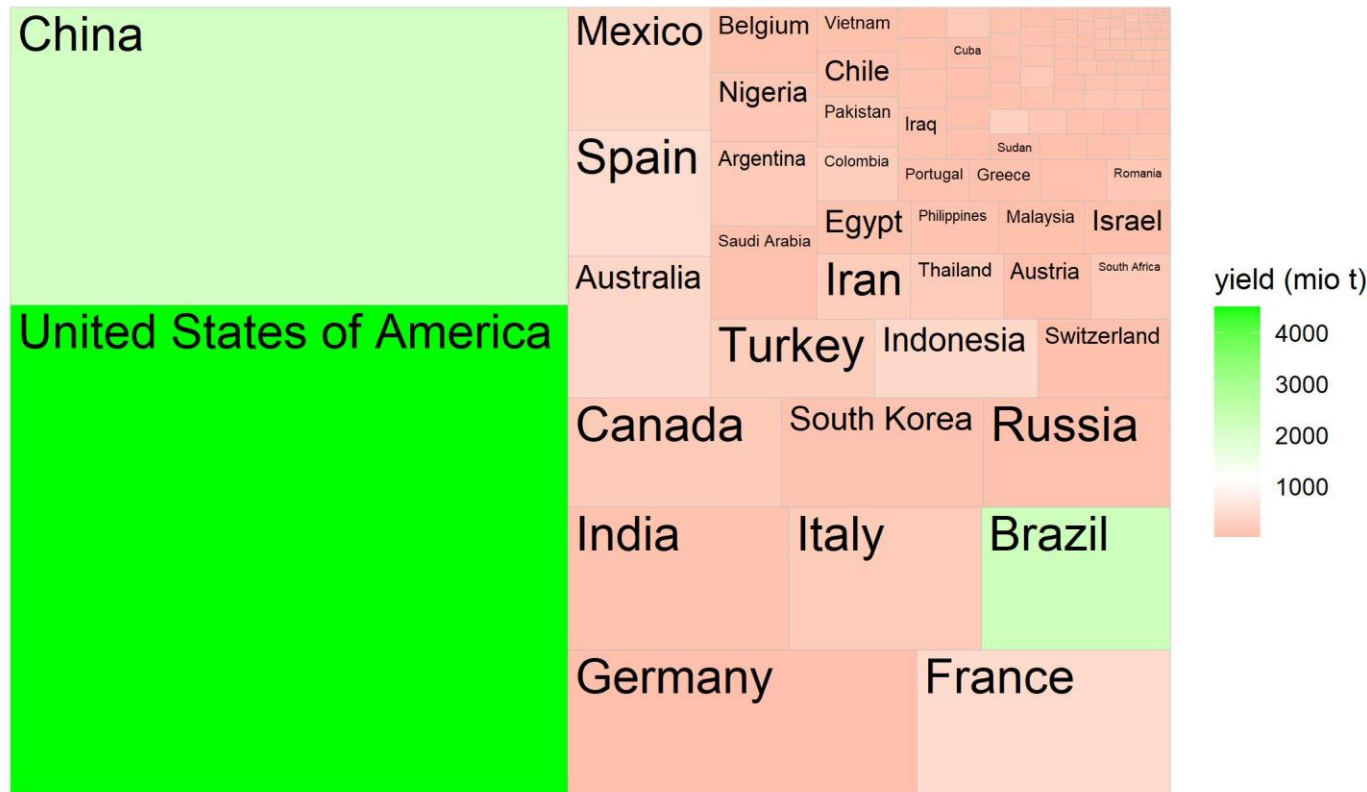 China
Mexico
Belgium
Vietnam
Cuba
Chile
Nigeria
Pakistan
Iraq
Spain
Argentina
Colombia
Sudan
Portugal
Greece
Romania
Egypt
Philippines
Malaysia
Israel
Saudi Arabia
Australia
Iran
Thailand
Austria
South Africa
United States of America
Turkey
Indonesia
Switzerland
Canada
South Korea
Russia
India
Italy
Brazil
Germany
France
yield (mio t)
4000
3000
2000
1000